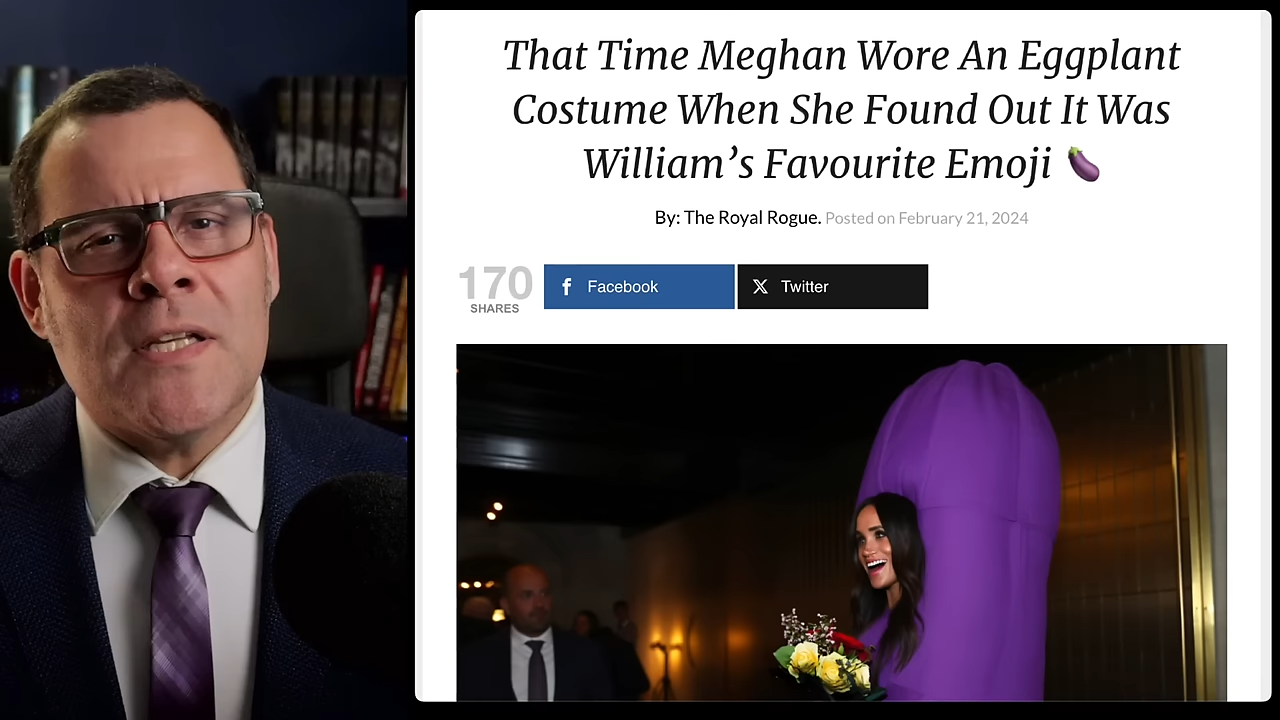 That Time Meghan Wore An Eggplant
Costume When She Found Out It Was
William’s Favourite Emoji 🍆
By: The Royal Rogue. Posted on February 21, 2024
170
SHARES
Facebook
Twitter